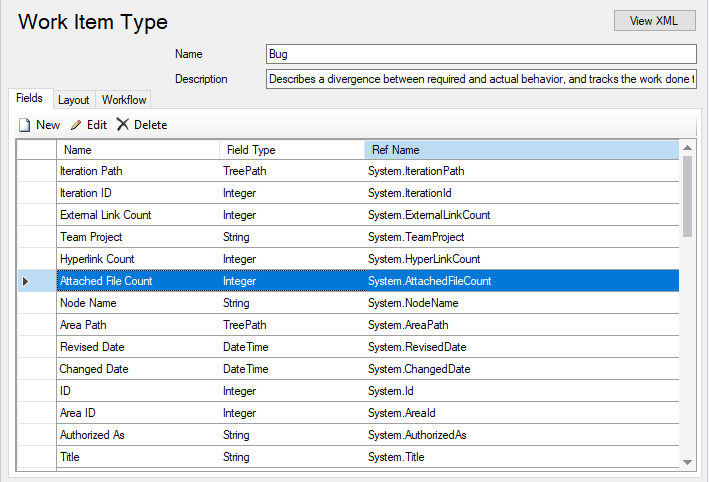 Work Item Type
View XML
Name Bug
Description Describes a divergence between required and actual behavior, and tracks the work done t
Fields Layout Workflow
New Edit Delete
Name Field Type Ref Name
Iteration Path TreePath System.IterationPath
Iteration ID Integer System.IterationId
External Link Count Integer System.ExternalLinkCount
Team Project String System.TeamProject
Hyperlink Count Integer System.HyperLinkCount
Attached File Count Integer System.AttachedFileCount
Node Name String System.NodeName
Area Path TreePath System.AreaPath
Revised Date DateTime System.RevisedDate
Changed Date DateTime System.ChangedDate
ID Integer System.Id
Area ID Integer System.AreaId
Authorized As String System.AuthorizedAs
Title String System.Title